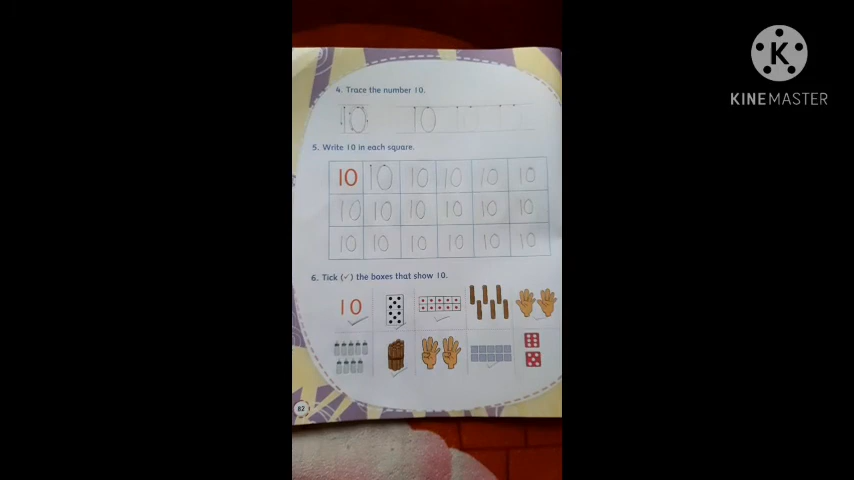 K
KINEMASTER
4. Trace the number 10.
10 10 10
5. Write 10 in each square.
10 10 10 10 10 10
10 10 10 10 10 10
10 10 10 10 10 10
6. Tick (✓) the boxes that show 10.
10
82